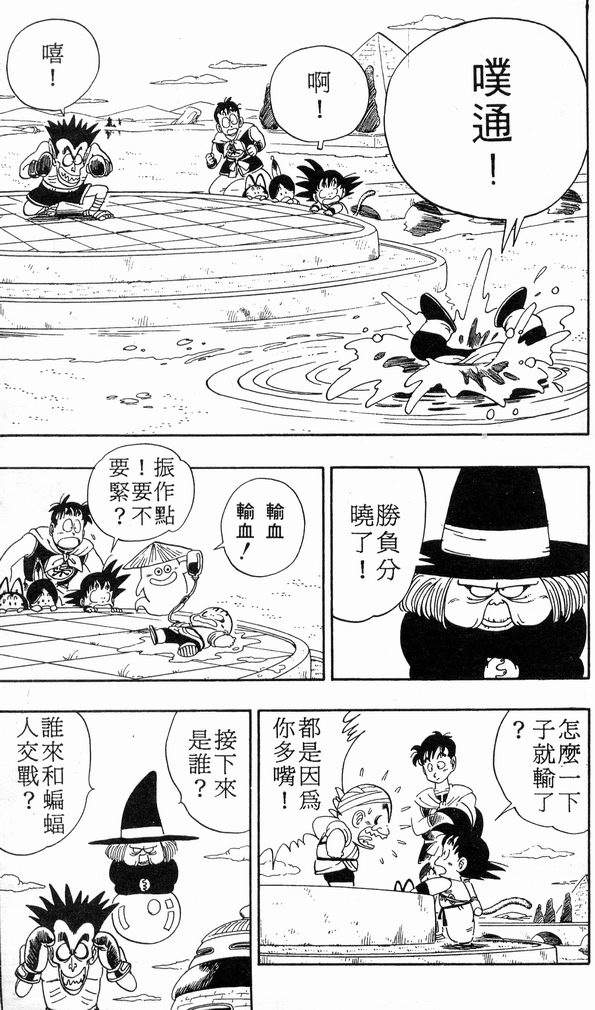 噗通！
啊！
嘻！
勝負分
曉了！
輸血
輸血！
振作點
！要不
要緊？
怎麼一下
子就輸了
？
都是因爲
你多嘴！
接下來
是誰？
誰來和蝙蝠
人交戰？